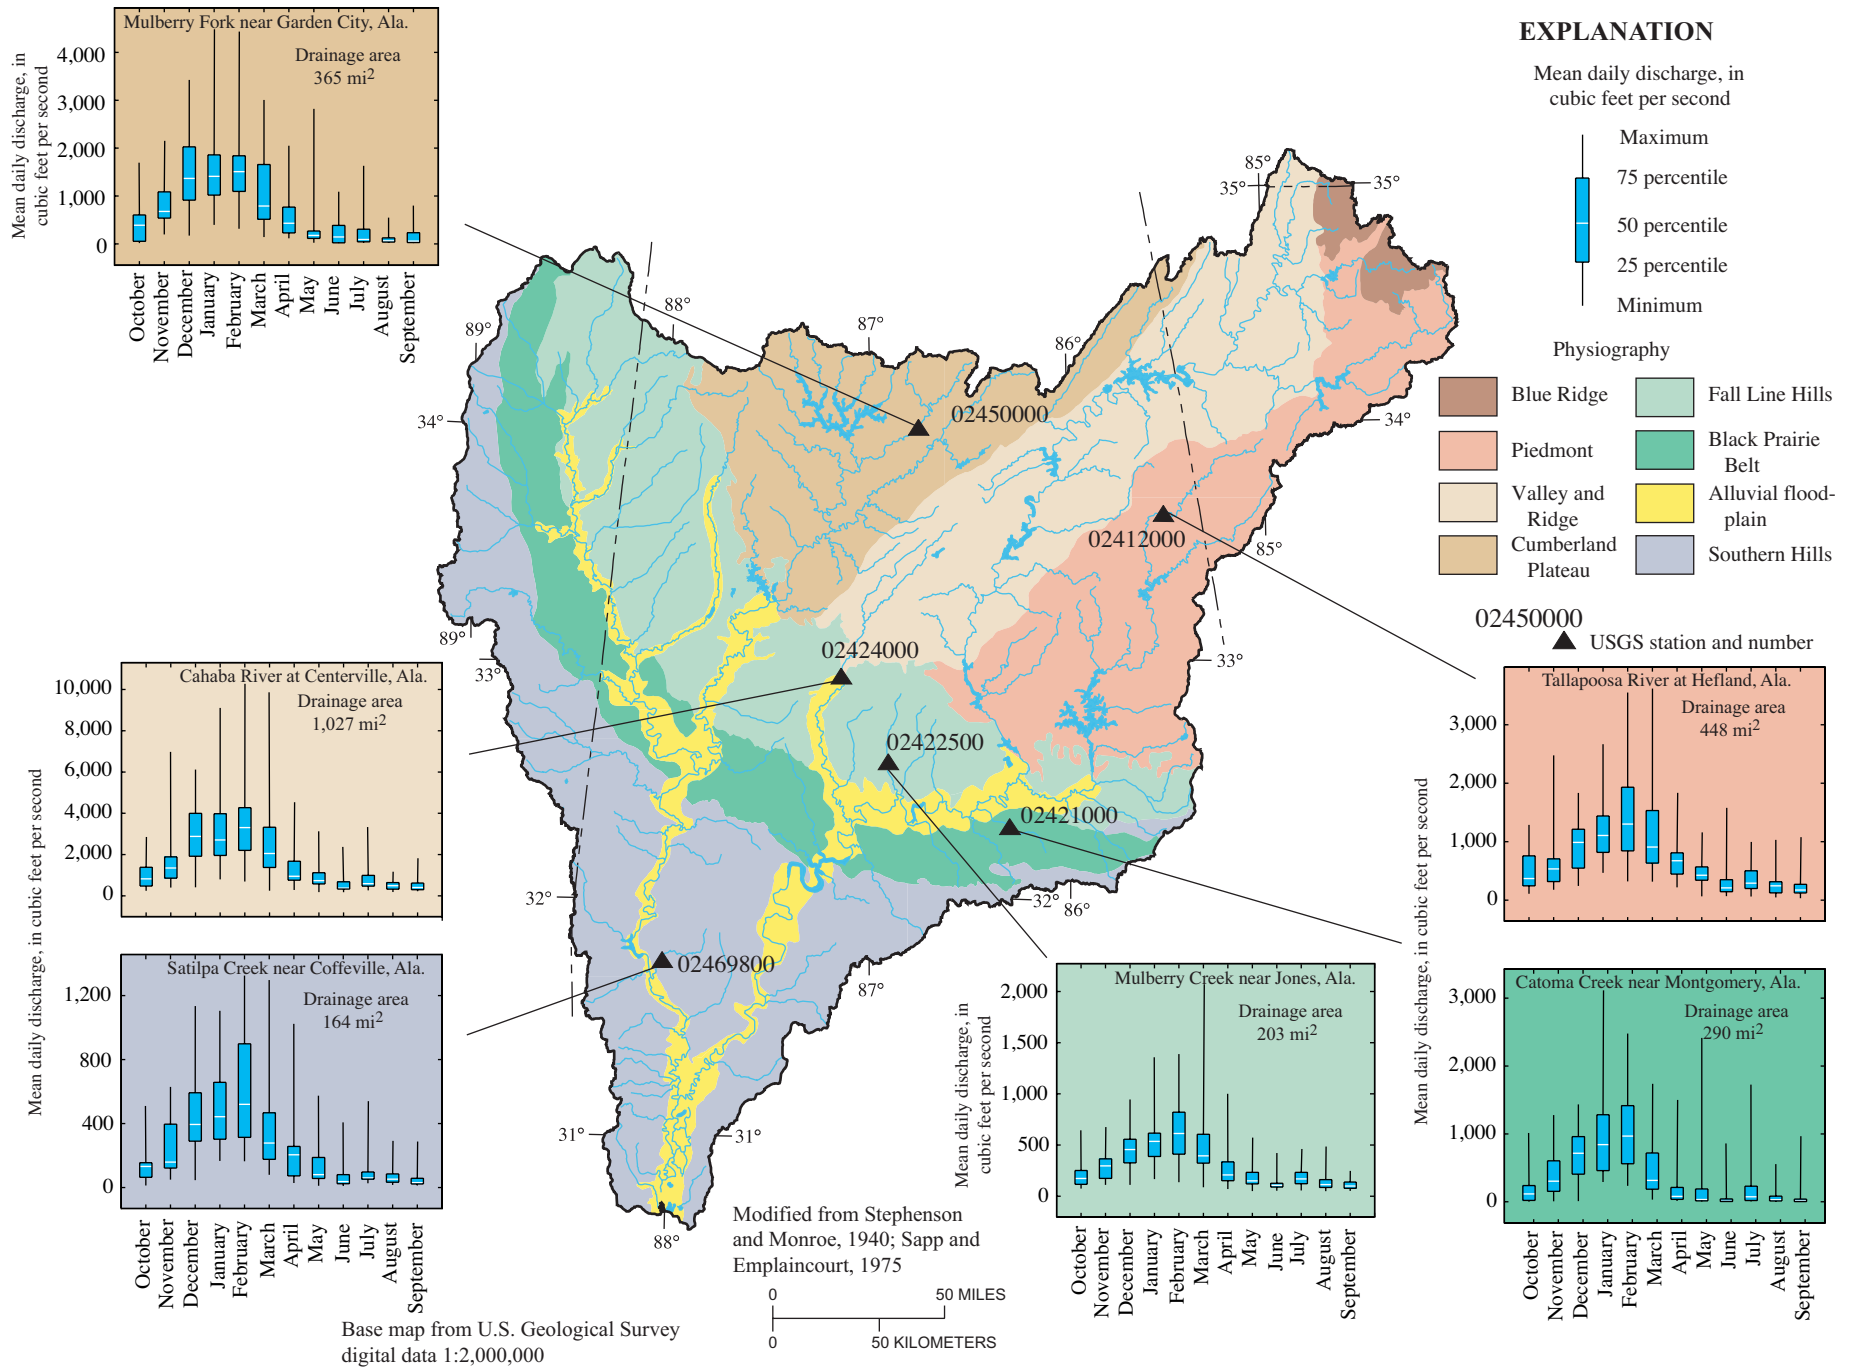 Mulberry Fork near Garden City, Ala.
Drainage area
365 mi2
Mean daily discharge, in
cubic feet per second
4,000
3,000
2,000
1,000
0
October
November
December
January
February
March
April
May
June
July
August
September
EXPLANATION
Mean daily discharge, in
cubic feet per second
Maximum
75 percentile
50 percentile
25 percentile
Minimum
Physiography
Blue Ridge
Piedmont
Valley and
Ridge
Cumberland
Plateau
Fall Line Hills
Black Prairie
Belt
Alluvial flood-
plain
Southern Hills
02450000
USGS station and number
85°
35°
35°
88°
89°
87°
86°
34°
34°
02450000
02412000
85°
89°
33°
33°
02424000
02422500
02421000
32°
32°
86°
02469800
87°
31°
31°
88°
Cahaba River at Centerville, Ala.
Drainage area
1,027 mi2
10,000
8,000
6,000
4,000
2,000
0
Mean daily discharge, in cubic feet per second
Satilpa Creek near Coffeville, Ala.
Drainage area
164 mi2
1,200
800
400
0
October
November
December
January
February
March
April
May
June
July
August
September
Tallapoosa River at Hefland, Ala.
Drainage area
448 mi2
3,000
2,000
1,000
0
Mean daily discharge, in cubic feet per second
Catoma Creek near Montgomery, Ala.
Drainage area
290 mi2
3,000
2,000
1,000
0
October
November
December
January
February
March
April
May
June
July
August
September
Mulberry Creek near Jones, Ala.
Drainage area
203 mi2
Mean daily discharge, in
cubic feet per second
2,000
1,500
1,000
500
0
October
November
December
January
February
March
April
May
June
July
August
September
Modified from Stephenson
and Monroe, 1940; Sapp and
Emplaincourt, 1975
0 50 MILES
0 50 KILOMETERS
Base map from U.S. Geological Survey
digital data 1:2,000,000